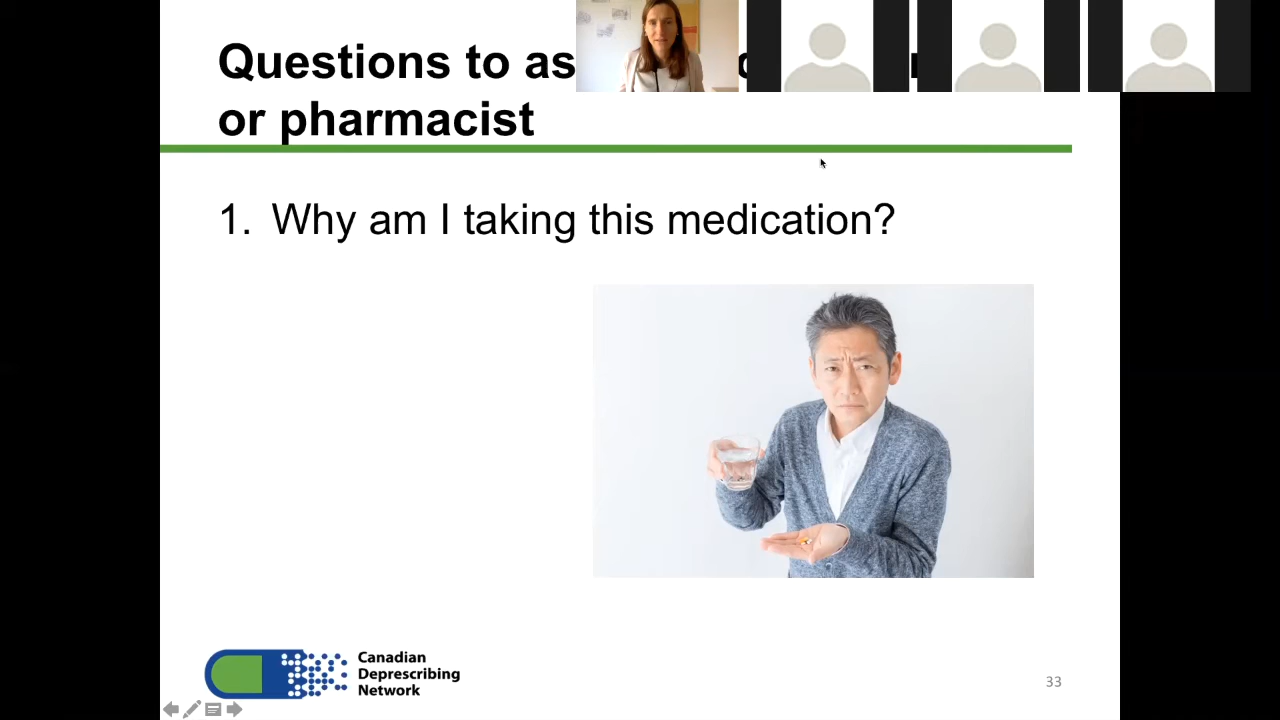 Questions to as
or pharmacist
1. Why am I taking this medication?
Canadian
Deprescribing
Network
33